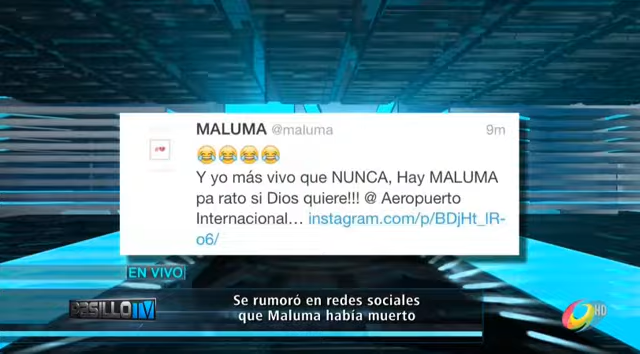 MALUMA @maluma 9m
😂😂😂😂
Y yo más vivo que NUNCA, Hay MALUMA
pa rato si Dios quiere!!! @ Aeropuerto
Internacional… instagram.com/p/BDjHt_lR-
o6/
EN VIVO
PASILLO TV
Se rumoró en redes sociales
que Maluma había muerto
HD